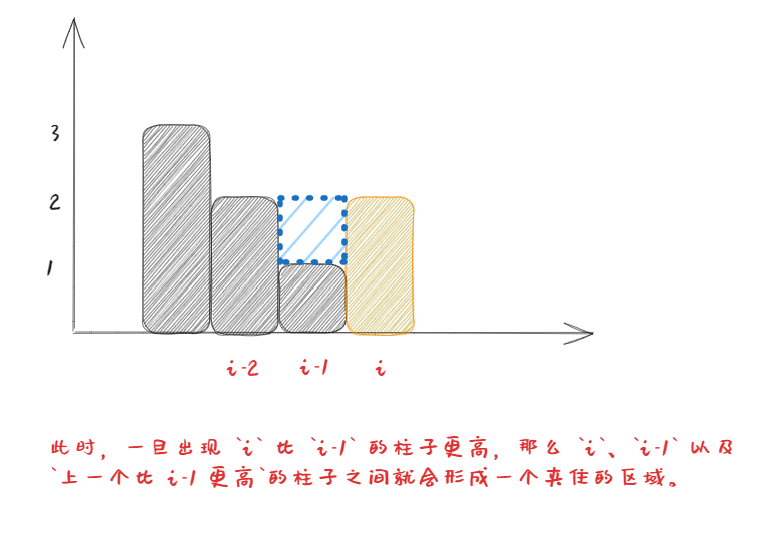 3
2
1
i-2 i-1 i
此时，一旦出现 `i` 比 `i-1` 的柱子更高，那么 `i`、`i-1` 以及
`上一个比 i-1 更高`的柱子之间就会形成一个夹住的区域。